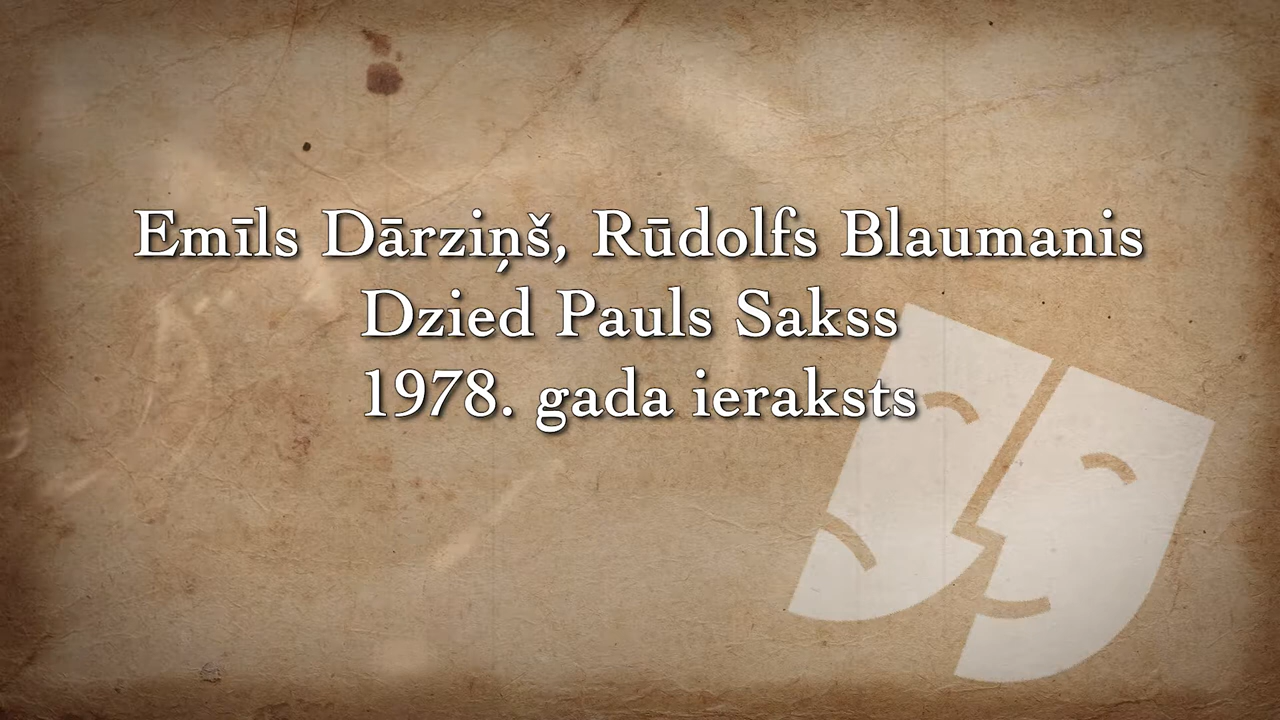 Emīls Dārziņš, Rūdolfs Blaumanis
Dzied Pauls Sakss
1978. gada ieraksts